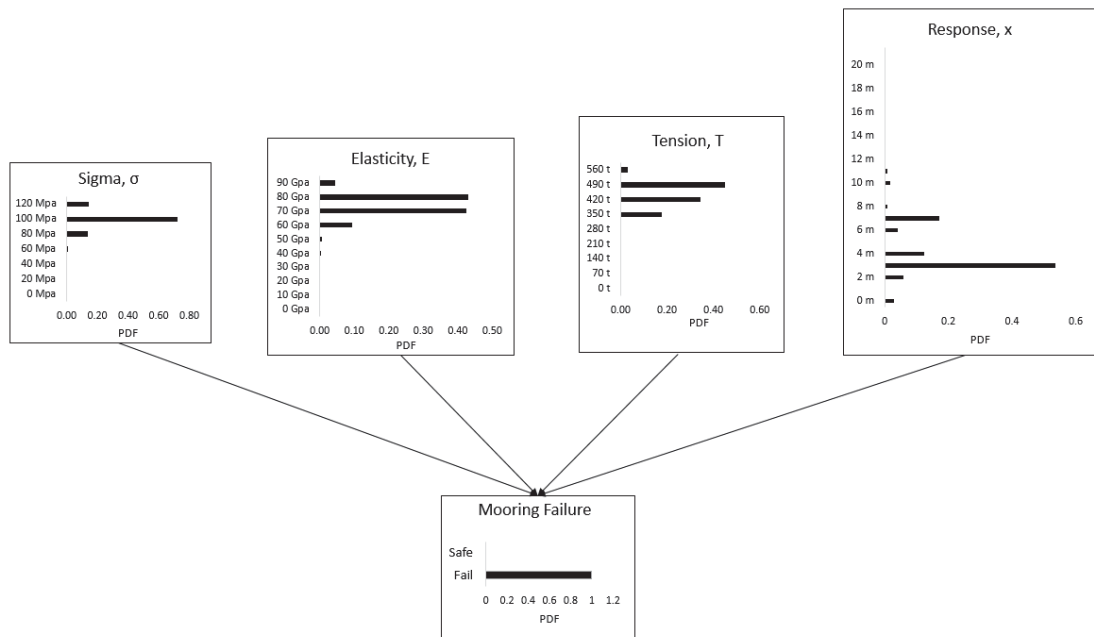 Sigma, σ
120 Mpa
100 Mpa
80 Mpa
60 Mpa
40 Mpa
20 Mpa
0 Mpa
0.00 0.20 0.40 0.60 0.80
PDF
Elasticity, E
90 Gpa
80 Gpa
70 Gpa
60 Gpa
50 Gpa
40 Gpa
30 Gpa
20 Gpa
10 Gpa
0 Gpa
0.00 0.10 0.20 0.30 0.40 0.50
PDF
Tension, T
560 t
490 t
420 t
350 t
280 t
210 t
140 t
70 t
0 t
0.00 0.20 0.40 0.60
PDF
Response, x
20 m
18 m
16 m
14 m
12 m
10 m
8 m
6 m
4 m
2 m
0 m
0 0.2 0.4 0.6
PDF
Mooring Failure
Safe
Fail
0 0.2 0.4 0.6 0.8 1 1.2
PDF